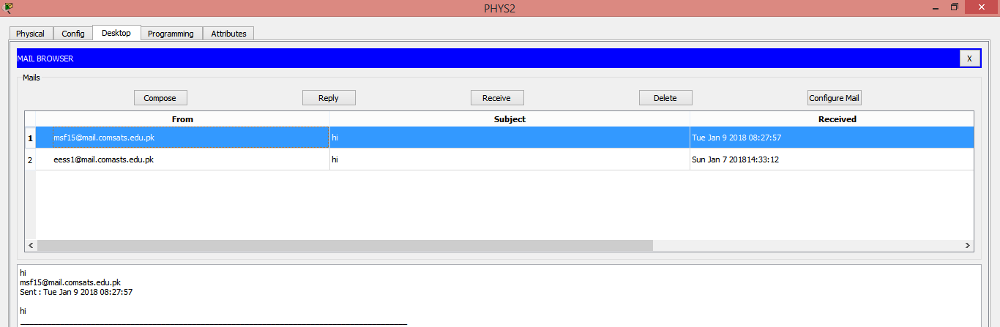 PHYS2
Physical Config Desktop Programming Attributes
MAIL BROWSER X
Mails
Compose Reply Receive Delete Configure Mail
From Subject Received
1 msf15@mail.comsats.edu.pk hi Tue Jan 9 2018 08:27:57
2 eess1@mail.comasts.edu.pk hi Sun Jan 7 201814:33:12
hi
msf15@mail.comsats.edu.pk
Sent : Tue Jan 9 2018 08:27:57
hi